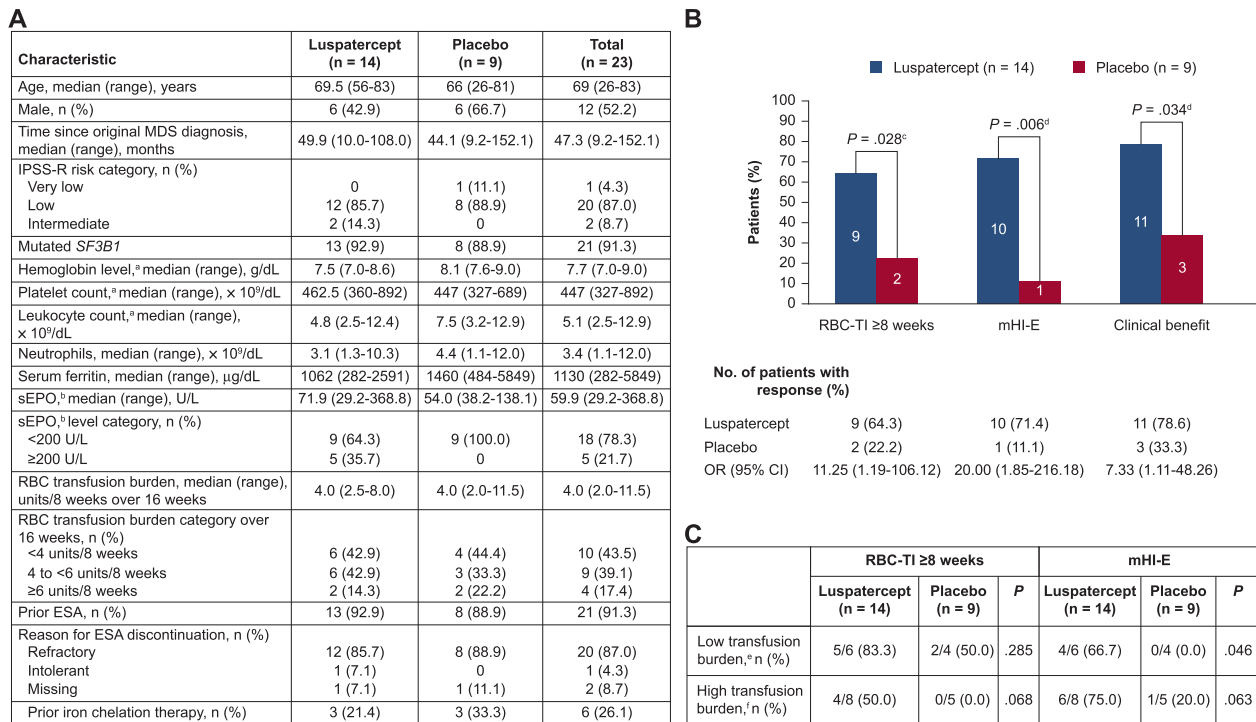 A
Characteristic Luspatercept (n = 14) Placebo (n = 9) Total (n = 23)
Age, median (range), years 69.5 (56-83) 66 (26-81) 69 (26-83)
Male, n (%) 6 (42.9) 6 (66.7) 12 (52.2)
Time since original MDS diagnosis,
median (range), months 49.9 (10.0-108.0) 44.1 (9.2-152.1) 47.3 (9.2-152.1)
IPSS-R risk category, n (%)
Very low 0 1 (11.1) 1 (4.3)
Low 12 (85.7) 8 (88.9) 20 (87.0)
Intermediate 2 (14.3) 0 2 (8.7)
Mutated SF3B1 13 (92.9) 8 (88.9) 21 (91.3)
Hemoglobin level,ᵃ median (range), g/dL 7.5 (7.0-8.6) 8.1 (7.6-9.0) 7.7 (7.0-9.0)
Platelet count,ᵃ median (range), × 10⁹/dL 462.5 (360-892) 447 (327-689) 447 (327-892)
Leukocyte count,ᵃ median (range),
× 10⁹/dL 4.8 (2.5-12.4) 7.5 (3.2-12.9) 5.1 (2.5-12.9)
Neutrophils, median (range), × 10⁹/dL 3.1 (1.3-10.3) 4.4 (1.1-12.0) 3.4 (1.1-12.0)
Serum ferritin, median (range), μg/dL 1062 (282-2591) 1460 (484-5849) 1130 (282-5849)
sEPO,ᵇ median (range), U/L 71.9 (29.2-368.8) 54.0 (38.2-138.1) 59.9 (29.2-368.8)
sEPO,ᵇ level category, n (%)
<200 U/L 9 (64.3) 9 (100.0) 18 (78.3)
≥200 U/L 5 (35.7) 0 5 (21.7)
RBC transfusion burden, median (range),
units/8 weeks over 16 weeks 4.0 (2.5-8.0) 4.0 (2.0-11.5) 4.0 (2.0-11.5)
RBC transfusion burden category over
16 weeks, n (%)
<4 units/8 weeks 6 (42.9) 4 (44.4) 10 (43.5)
4 to <6 units/8 weeks 6 (42.9) 3 (33.3) 9 (39.1)
≥6 units/8 weeks 2 (14.3) 2 (22.2) 4 (17.4)
Prior ESA, n (%) 13 (92.9) 8 (88.9) 21 (91.3)
Reason for ESA discontinuation, n (%)
Refractory 12 (85.7) 8 (88.9) 20 (87.0)
Intolerant 1 (7.1) 0 1 (4.3)
Missing 1 (7.1) 1 (11.1) 2 (8.7)
Prior iron chelation therapy, n (%) 3 (21.4) 3 (33.3) 6 (26.1)
B
Luspatercept (n = 14) Placebo (n = 9)
Patients (%)
100
90
80
70
60
50
40
30
20
10
0
P = .028ᶜ P = .006ᵈ P = .034ᵈ
9 2 10 1 11 3
RBC-TI ≥8 weeks mHI-E Clinical benefit
No. of patients with
response (%)
Luspatercept 9 (64.3) 10 (71.4) 11 (78.6)
Placebo 2 (22.2) 1 (11.1) 3 (33.3)
OR (95% CI) 11.25 (1.19-106.12) 20.00 (1.85-216.18) 7.33 (1.11-48.26)
C
RBC-TI ≥8 weeks mHI-E
Luspatercept (n = 14) Placebo (n = 9) P Luspatercept (n = 14) Placebo (n = 9) P
Low transfusion
burden,ᵉ n (%) 5/6 (83.3) 2/4 (50.0) .285 4/6 (66.7) 0/4 (0.0) .046
High transfusion
burden,ᶠ n (%) 4/8 (50.0) 0/5 (0.0) .068 6/8 (75.0) 1/5 (20.0) .063